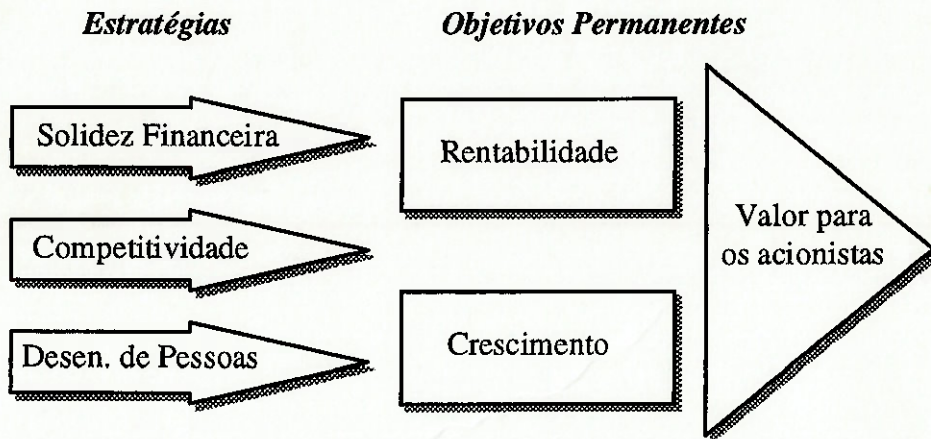 Estratégias
Objetivos Permanentes
Solidez Financeira
Competitividade
Desen. de Pessoas
Rentabilidade
Crescimento
Valor para
os acionistas